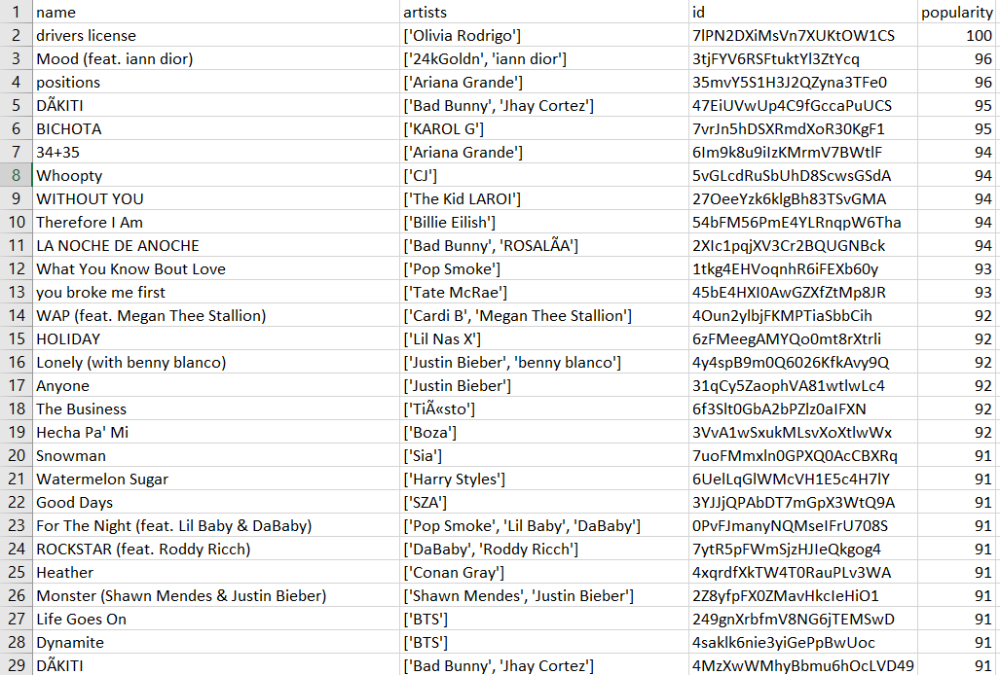 1 name artists id popularity
2 drivers license ['Olivia Rodrigo'] 7lPN2DXiMsVn7XUKtOW1CS 100
3 Mood (feat. iann dior) ['24kGoldn', 'iann dior'] 3tjFYV6RSFtuktYl3ZtYcq 96
4 positions ['Ariana Grande'] 35mvY5S1H3J2QZyna3TFe0 96
5 DÃKITI ['Bad Bunny', 'Jhay Cortez'] 47EiUVwUp4C9fGccaPuUCS 95
6 BICHOTA ['KAROL G'] 7vrJn5hDSXRmdXoR30KgF1 95
7 34+35 ['Ariana Grande'] 6Im9k8u9iIzKMrmV7BWtlF 94
8 Whoopty ['CJ'] 5vGLcdRuSbUhD8ScwsGSdA 94
9 WITHOUT YOU ['The Kid LAROI'] 27OeeYzk6klgBh83TSvGMA 94
10 Therefore I Am ['Billie Eilish'] 54bFM56PmE4YLRnqpW6Tha 94
11 LA NOCHE DE ANOCHE ['Bad Bunny', 'ROSALÃA'] 2XIc1pqjXV3Cr2BQUGNBck 94
12 What You Know Bout Love ['Pop Smoke'] 1tkg4EHVoqnhR6iFEXb60y 93
13 you broke me first ['Tate McRae'] 45bE4HXI0AwGZXfZtMp8JR 93
14 WAP (feat. Megan Thee Stallion) ['Cardi B', 'Megan Thee Stallion'] 4Oun2ylbjFKMPTiaSbbCih 92
15 HOLIDAY ['Lil Nas X'] 6zFMeegAMYQo0mt8rXtrli 92
16 Lonely (with benny blanco) ['Justin Bieber', 'benny blanco'] 4y4spB9m0Q6026KfkAvy9Q 92
17 Anyone ['Justin Bieber'] 31qCy5ZaophVA81wtlwLc4 92
18 The Business ['TiÃ«sto'] 6f3Slt0GbA2bPZlz0aIFXN 92
19 Hecha Pa' Mi ['Boza'] 3VvA1wSxukMLsvXoXtlwWx 92
20 Snowman ['Sia'] 7uoFMmxln0GPXQ0AcCBXRq 91
21 Watermelon Sugar ['Harry Styles'] 6UelLqGlWMcVH1E5c4H7lY 91
22 Good Days ['SZA'] 3YJJjQPAbDT7mGpX3WtQ9A 91
23 For The Night (feat. Lil Baby & DaBaby) ['Pop Smoke', 'Lil Baby', 'DaBaby'] 0PvFJmanyNQMseIFrU708S 91
24 ROCKSTAR (feat. Roddy Ricch) ['DaBaby', 'Roddy Ricch'] 7ytR5pFWmSjzHJIeQkgog4 91
25 Heather ['Conan Gray'] 4xqrdfXkTW4T0RauPLv3WA 91
26 Monster (Shawn Mendes & Justin Bieber) ['Shawn Mendes', 'Justin Bieber'] 2Z8yfpFX0ZMavHkcIeHiO1 91
27 Life Goes On ['BTS'] 249gnXrbfmV8NG6jTEMSwD 91
28 Dynamite ['BTS'] 4saklk6nie3yiGePpBwUoc 91
29 DÃKITI ['Bad Bunny', 'Jhay Cortez'] 4MzXwWMhyBbmu6hOcLVD49 91